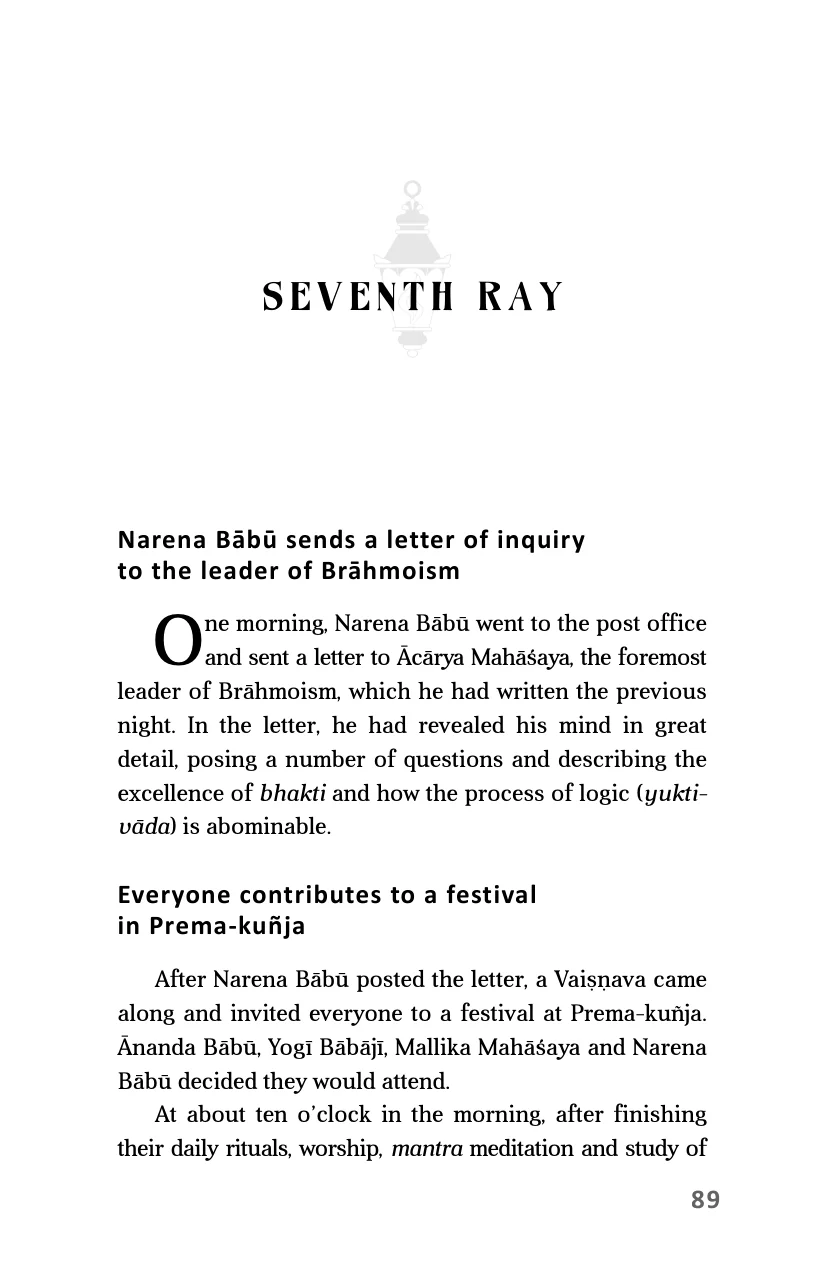 SEVENTH RAY
Narena Bābū sends a letter of inquiry
to the leader of Brāhmoism
One morning, Narena Bābū went to the post office
and sent a letter to Ācārya Mahāśaya, the foremost
leader of Brāhmoism, which he had written the previous
night. In the letter, he had revealed his mind in great
detail, posing a number of questions and describing the
excellence of bhakti and how the process of logic (yukti-
vāda) is abominable.
Everyone contributes to a festival
in Prema-kuñja
After Narena Bābū posted the letter, a Vaiṣṇava came
along and invited everyone to a festival at Prema-kuñja.
Ānanda Bābū, Yogī Bābājī, Mallika Mahāśaya and Narena
Bābū decided they would attend.
At about ten o’clock in the morning, after finishing
their daily rituals, worship, mantra meditation and study of
89